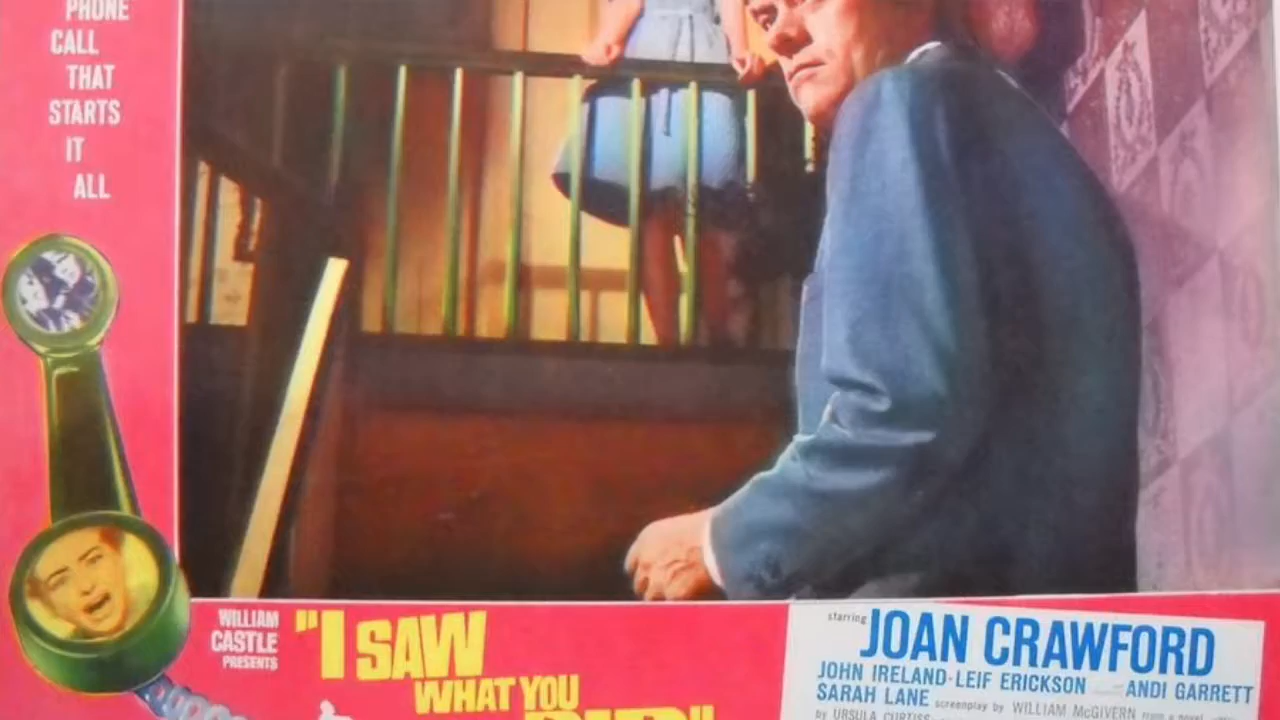 PHONE
CALL
THAT
STARTS
IT
ALL
WILLIAM
CASTLE
PRESENTS
"I SAW
WHAT YOU
DID"
starring JOAN CRAWFORD
JOHN IRELAND · LEIF ERICKSON ANDI GARRETT
SARAH LANE screenplay by WILLIAM McGIVERN
by URSULA CURTISS